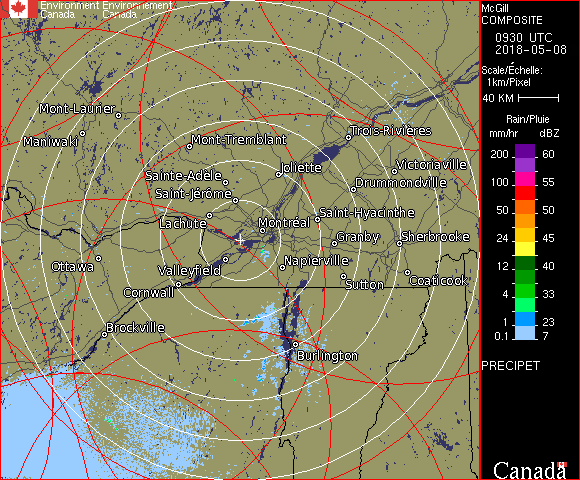 Environment Environnement
Canada Canada
McGill
COMPOSITE
0930 UTC
2018-05-08
Scale/Échelle:
1km/Pixel
40 KM
Rain/Pluie
mm/hr dBZ
200 60
100 55
50 50
24 45
12 40
4 33
1 23
0.1 7
PRECIPET
Canada
Mont-Laurier
Maniwaki
Mont-Tremblant
Trois-Rivières
Joliette
Victoriaville
Sainte-Adèle
Drummondville
Saint-Jérôme
Saint-Hyacinthe
Lachute
Montréal
Granby
Sherbrooke
Ottawa
Napierville
Valleyfield
Sutton
Coaticook
Cornwall
Brockville
Burlington